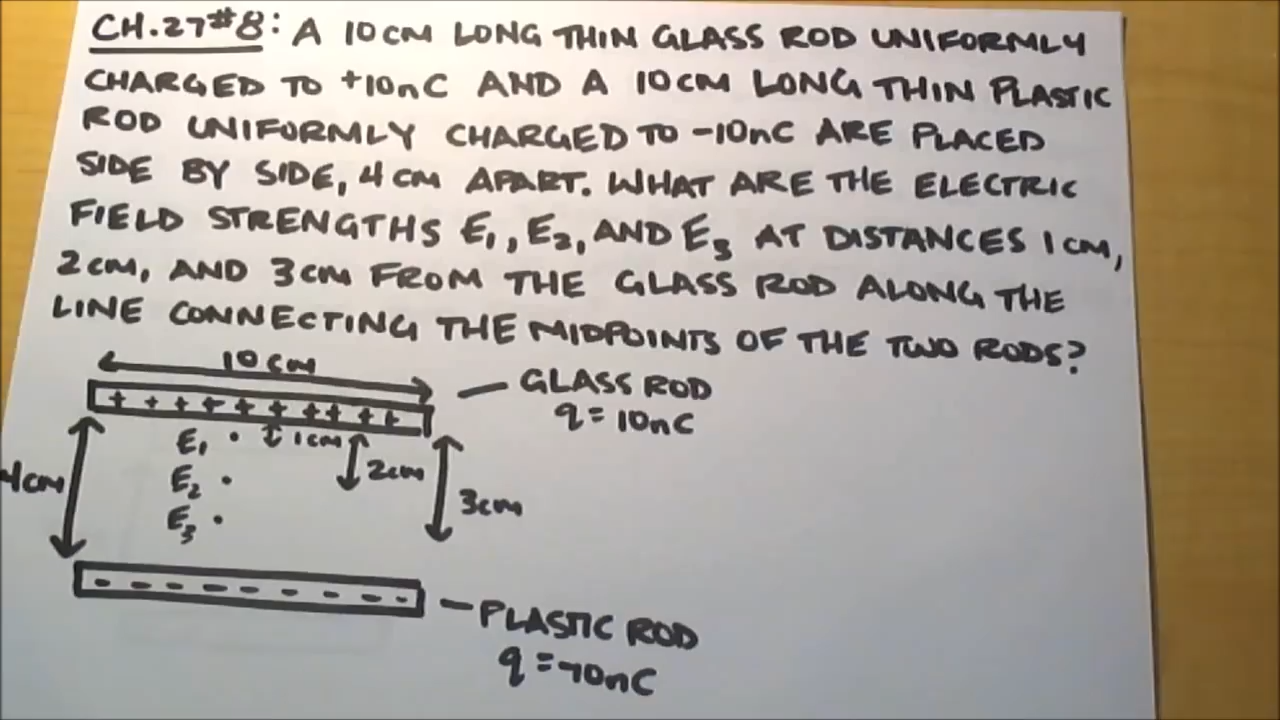 CH.27#8: A 10CM LONG THIN GLASS ROD UNIFORMLY
CHARGED TO +10nC AND A 10CM LONG THIN PLASTIC
ROD UNIFORMLY CHARGED TO -10nC ARE PLACED
SIDE BY SIDE, 4CM APART. WHAT ARE THE ELECTRIC
FIELD STRENGTHS E₁, E₂, AND E₃ AT DISTANCES 1CM,
2CM, AND 3CM FROM THE GLASS ROD ALONG THE
LINE CONNECTING THE MIDPOINTS OF THE TWO RODS?
10cm
GLASS ROD
q=10nC
+ + + + + + + + + +
E₁ 1cm
4cm
E₂ 2cm
E₃ 3cm
- - - - - - - - -
PLASTIC ROD
q=-10nC